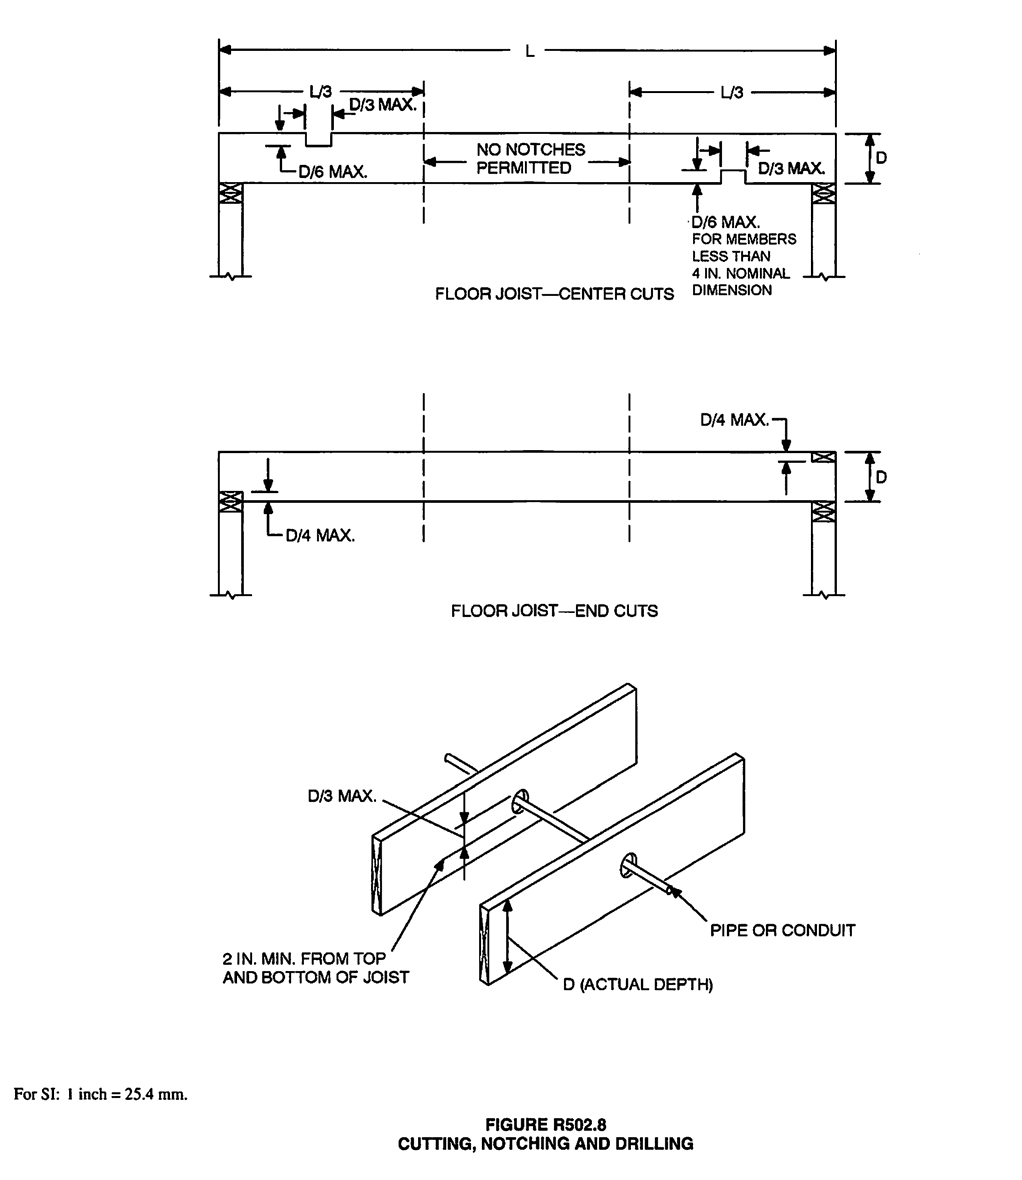 L
L/3
L/3
D/3 MAX.
NO NOTCHES
PERMITTED
D/6 MAX.
D/3 MAX.
D
D/6 MAX.
FOR MEMBERS
LESS THAN
4 IN. NOMINAL
DIMENSION
FLOOR JOIST—CENTER CUTS
D/4 MAX.
D
D/4 MAX.
FLOOR JOIST—END CUTS
D/3 MAX.
PIPE OR CONDUIT
2 IN. MIN. FROM TOP
AND BOTTOM OF JOIST
D (ACTUAL DEPTH)
For SI: 1 inch = 25.4 mm.
FIGURE R502.8
CUTTING, NOTCHING AND DRILLING